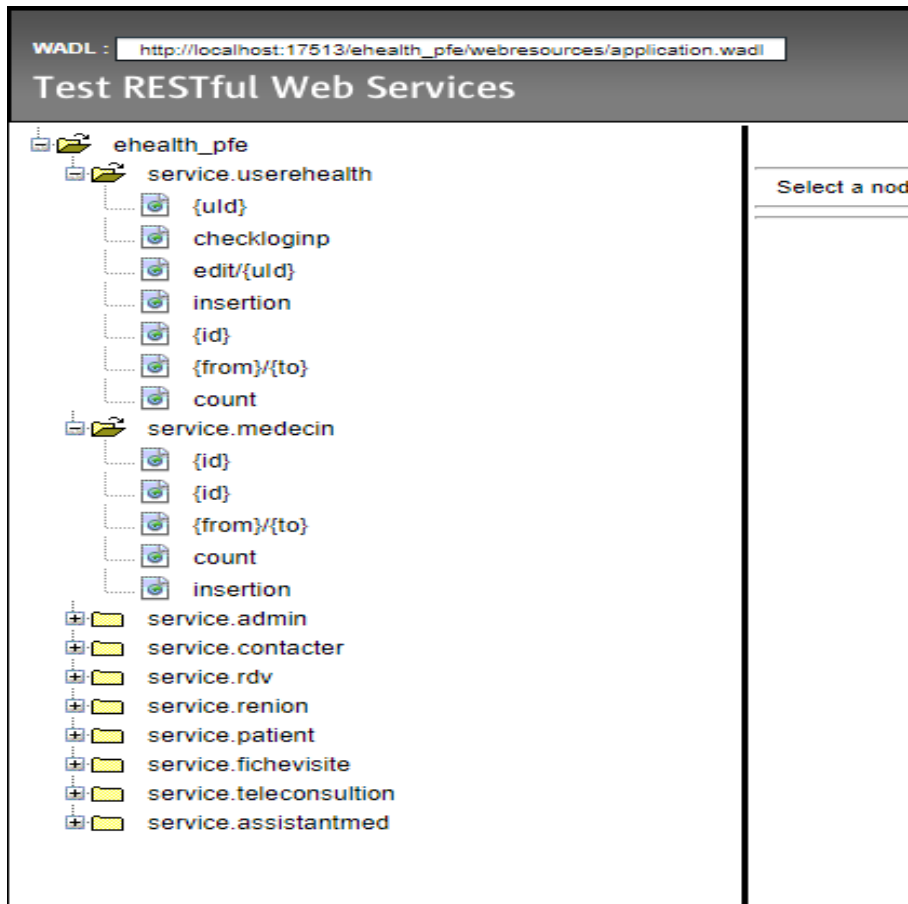 WADL : http://localhost:17513/ehealth_pfe/webresources/application.wadl
Test RESTful Web Services
ehealth_pfe
service.userehealth
{uId}
checkloginp
edit/{uId}
insertion
{id}
{from}/{to}
count
service.medecin
{id}
{id}
{from}/{to}
count
insertion
service.admin
service.contacter
service.rdv
service.renion
service.patient
service.fichevisite
service.teleconsultion
service.assistantmed
Select a nod